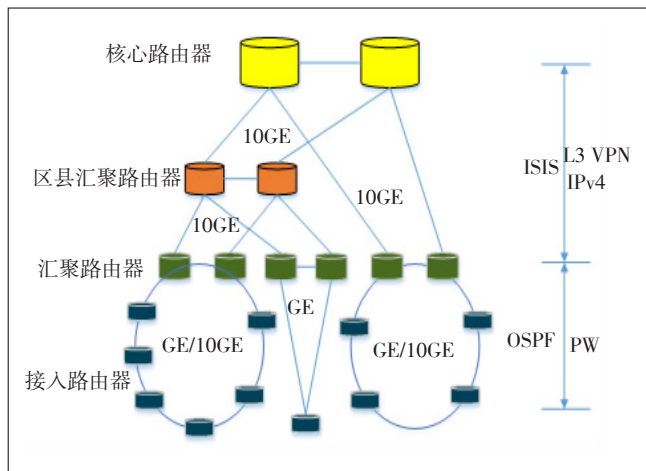 核心路由器
10GE
区县汇聚路由器
10GE
10GE
汇聚路由器
GE
GE/10GE
GE/10GE
接入路由器
ISIS
L3 VPN
IPv4
OSPF
PW